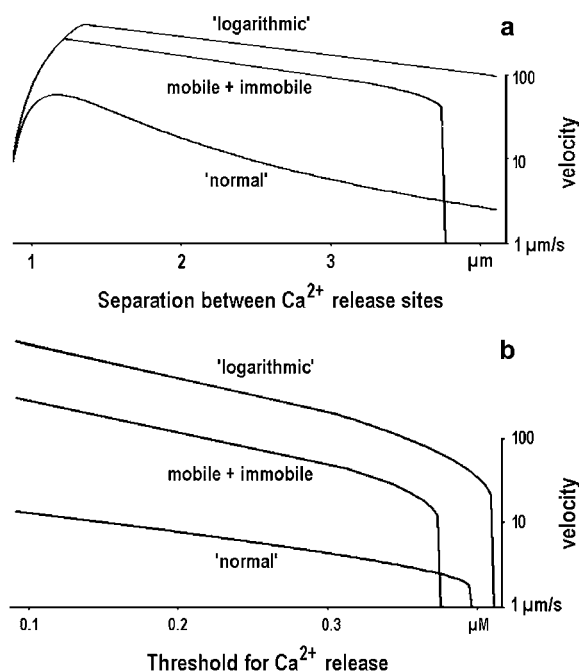 a
'logarithmic'
mobile + immobile
'normal'
100
10
1 µm/s
velocity
1 2 3 µm
Separation between Ca²⁺ release sites
b
'logarithmic'
mobile + immobile
'normal'
100
10
1 µm/s
velocity
0.1 0.2 0.3 µM
Threshold for Ca²⁺ release